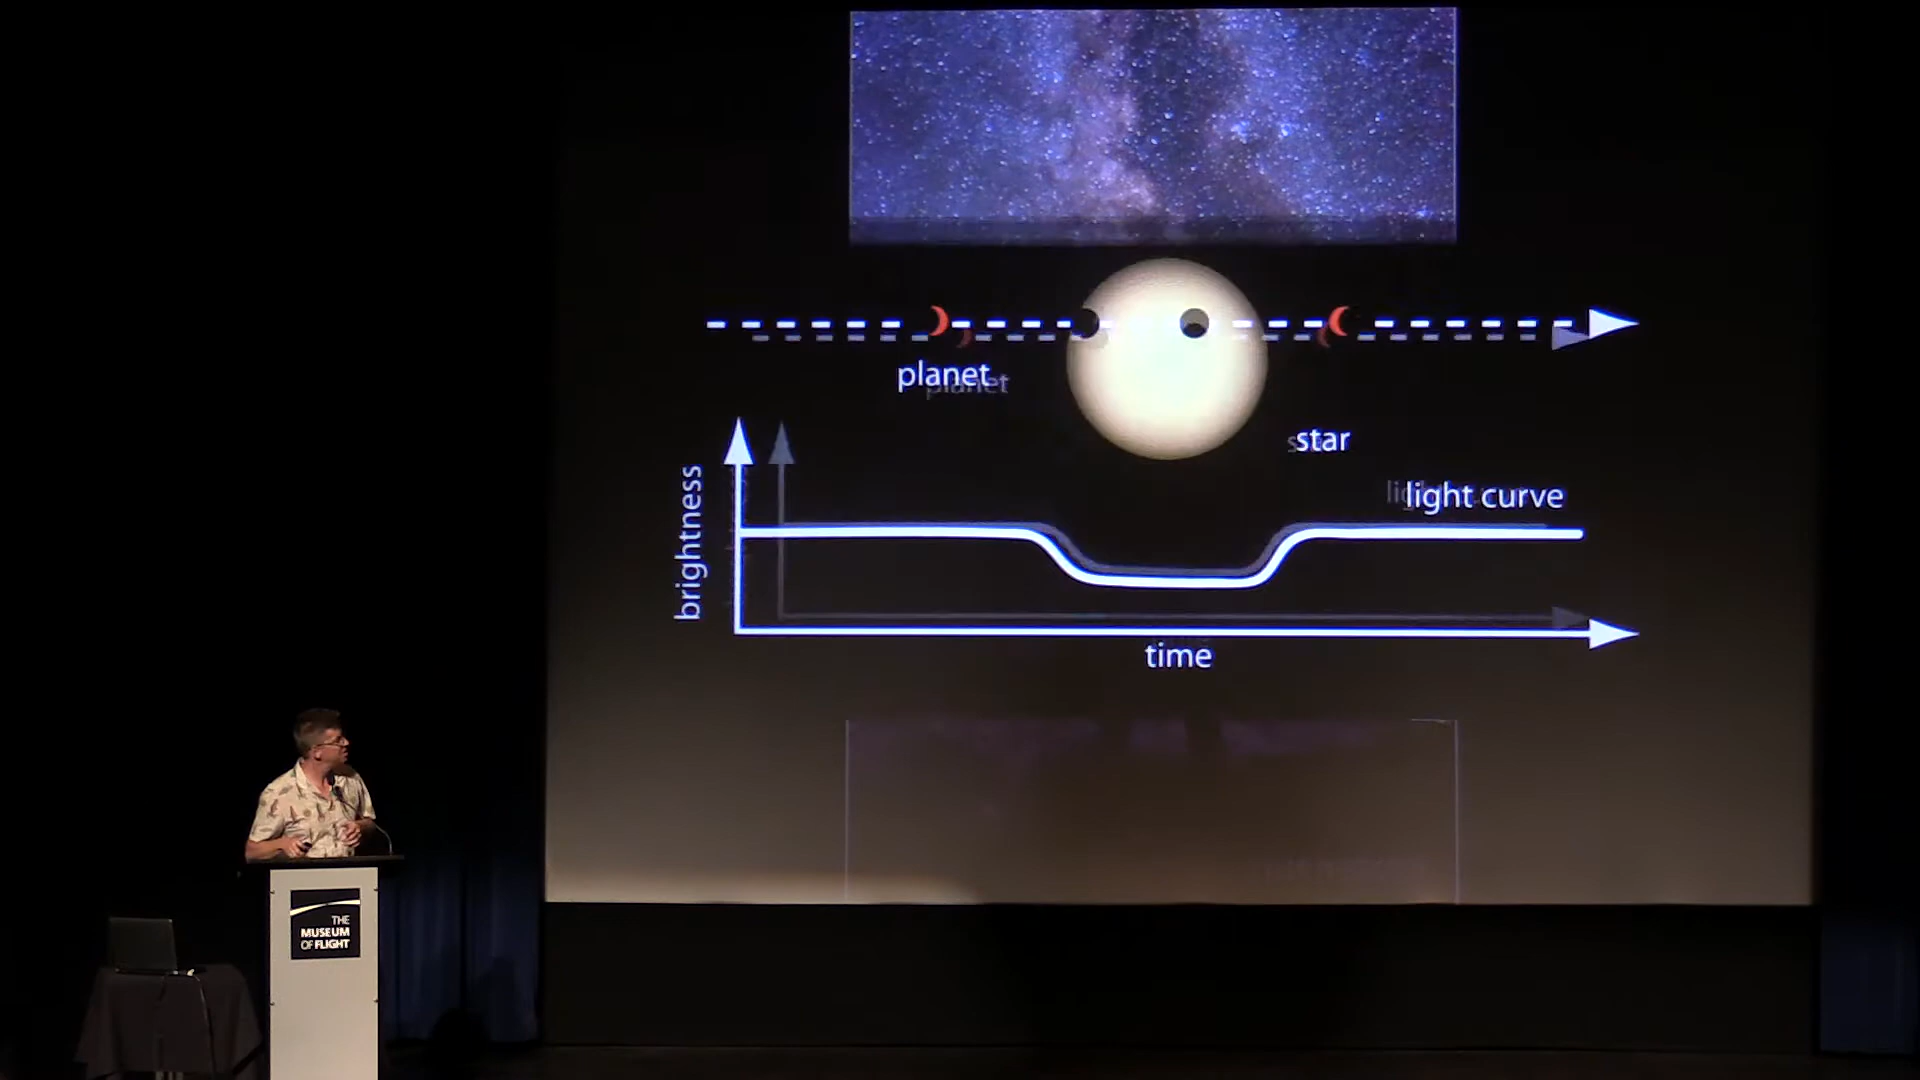 planet
star
light curve
brightness
time
THE
MUSEUM
OF FLIGHT